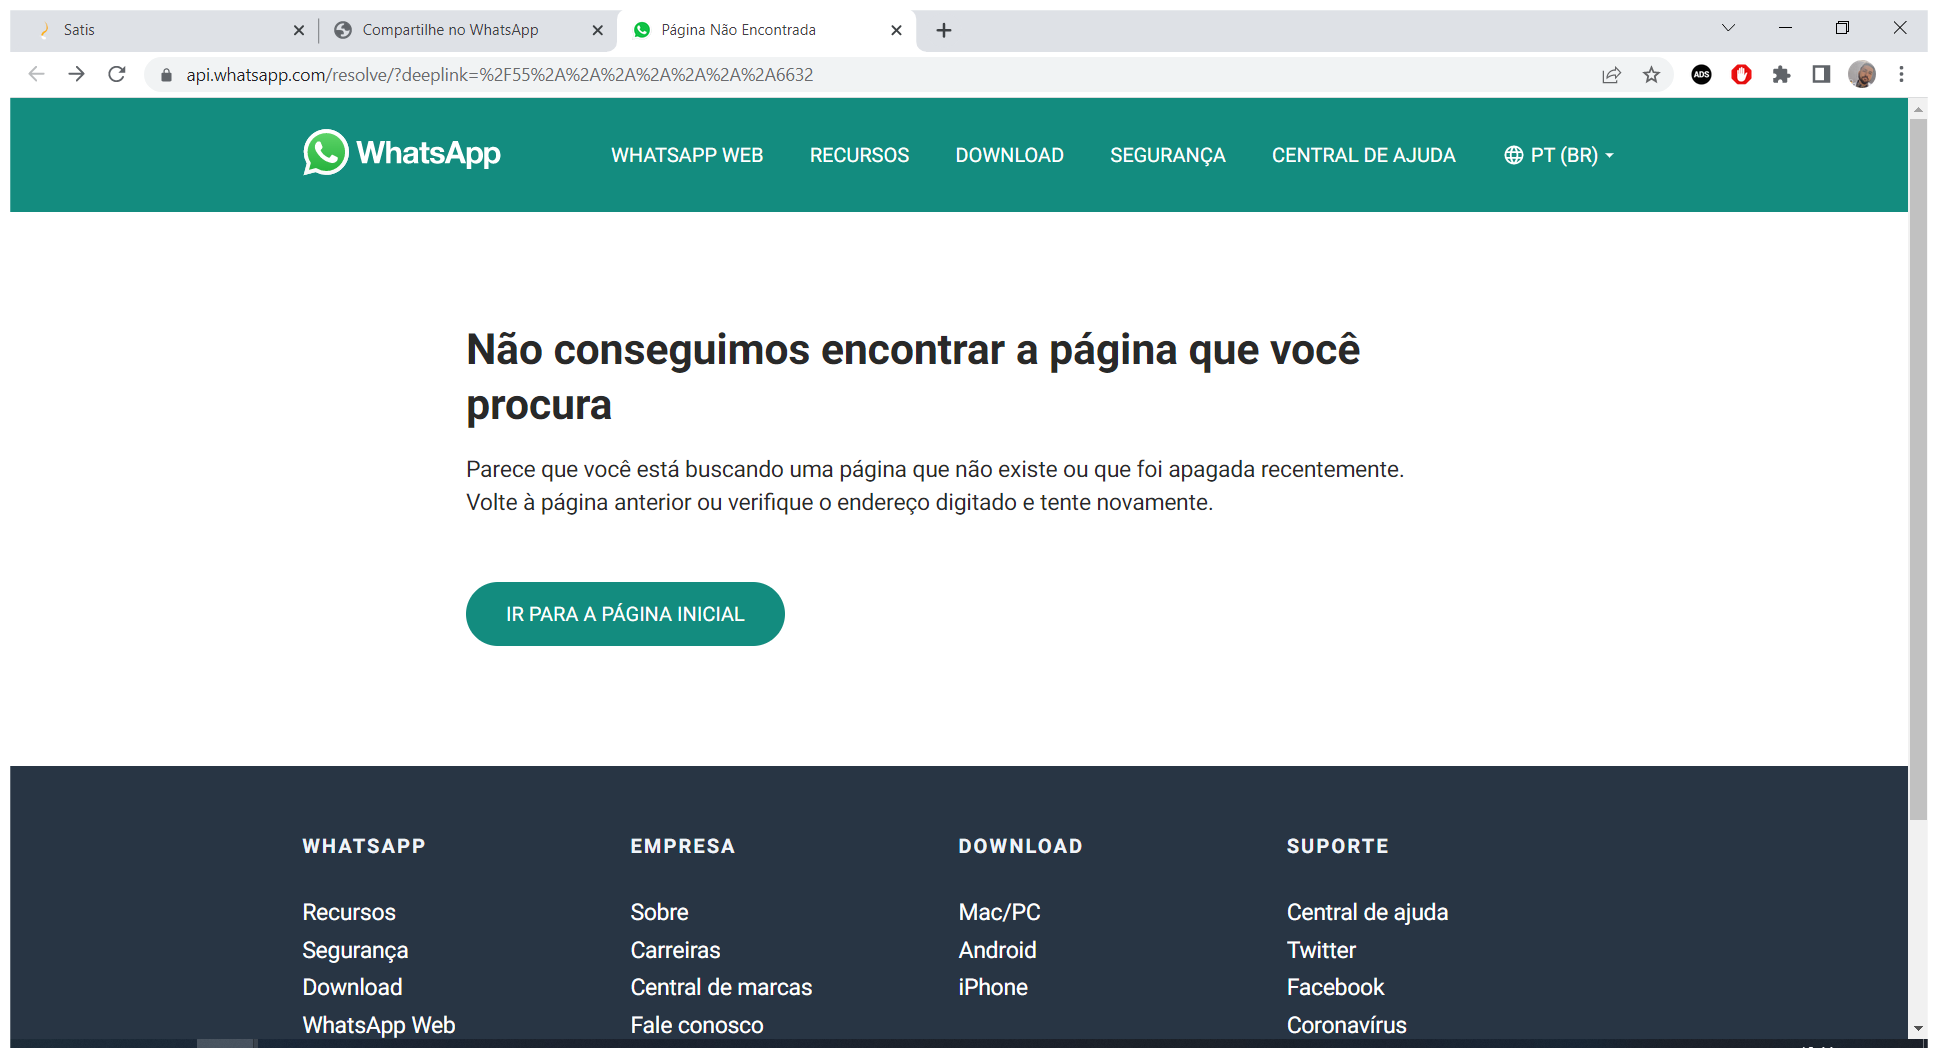 Satis
Compartilhe no WhatsApp
Página Não Encontrada
api.whatsapp.com/resolve/?deeplink=%2F55%2A%2A%2A%2A%2A%2A%2A6632
ADS
WhatsApp
WHATSAPP WEB
RECURSOS
DOWNLOAD
SEGURANÇA
CENTRAL DE AJUDA
PT (BR)
Não conseguimos encontrar a página que você
procura
Parece que você está buscando uma página que não existe ou que foi apagada recentemente.
Volte à página anterior ou verifique o endereço digitado e tente novamente.
IR PARA A PÁGINA INICIAL
WHATSAPP
Recursos
Segurança
Download
WhatsApp Web
EMPRESA
Sobre
Carreiras
Central de marcas
Fale conosco
DOWNLOAD
Mac/PC
Android
iPhone
SUPORTE
Central de ajuda
Twitter
Facebook
Coronavírus